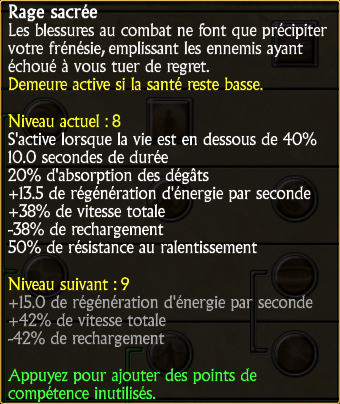 Rage sacrée
Les blessures au combat ne font que précipiter
votre frénésie, emplissant les ennemis ayant
échoué à vous tuer de regret.
Demeure active si la santé reste basse.
Niveau actuel : 8
S'active lorsque la vie est en dessous de 40%
10.0 secondes de durée
20% d'absorption des dégâts
+13.5 de régénération d'énergie par seconde
+38% de vitesse totale
-38% de rechargement
50% de résistance au ralentissement
Niveau suivant : 9
+15.0 de régénération d'énergie par seconde
+42% de vitesse totale
-42% de rechargement
Appuyez pour ajouter des points de
compétence inutilisés.